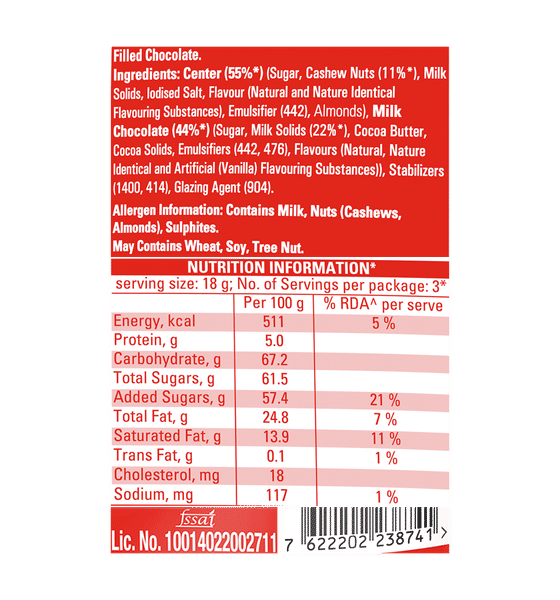 Filled Chocolate.
Ingredients: Center (55%*) (Sugar, Cashew Nuts (11%*), Milk
Solids, Iodised Salt, Flavour (Natural and Nature Identical
Flavouring Substances), Emulsifier (442), Almonds), Milk
Chocolate (44%*) (Sugar, Milk Solids (22%*), Cocoa Butter,
Cocoa Solids, Emulsifiers (442, 476), Flavours (Natural, Nature
Identical and Artificial (Vanilla) Flavouring Substances)), Stabilizers
(1400, 414), Glazing Agent (904).
Allergen Information: Contains Milk, Nuts (Cashews,
Almonds), Sulphites.
May Contains Wheat, Soy, Tree Nut.
NUTRITION INFORMATION*
serving size: 18 g; No. of Servings per package: 3*
Per 100 g % RDA^ per serve
Energy, kcal 511 5 %
Protein, g 5.0
Carbohydrate, g 67.2
Total Sugars, g 61.5
Added Sugars, g 57.4 21 %
Total Fat, g 24.8 7 %
Saturated Fat, g 13.9 11 %
Trans Fat, g 0.1 1 %
Cholesterol, mg 18
Sodium, mg 117 1 %
fssai
Lic. No. 10014022002711
7 622202 238741 >